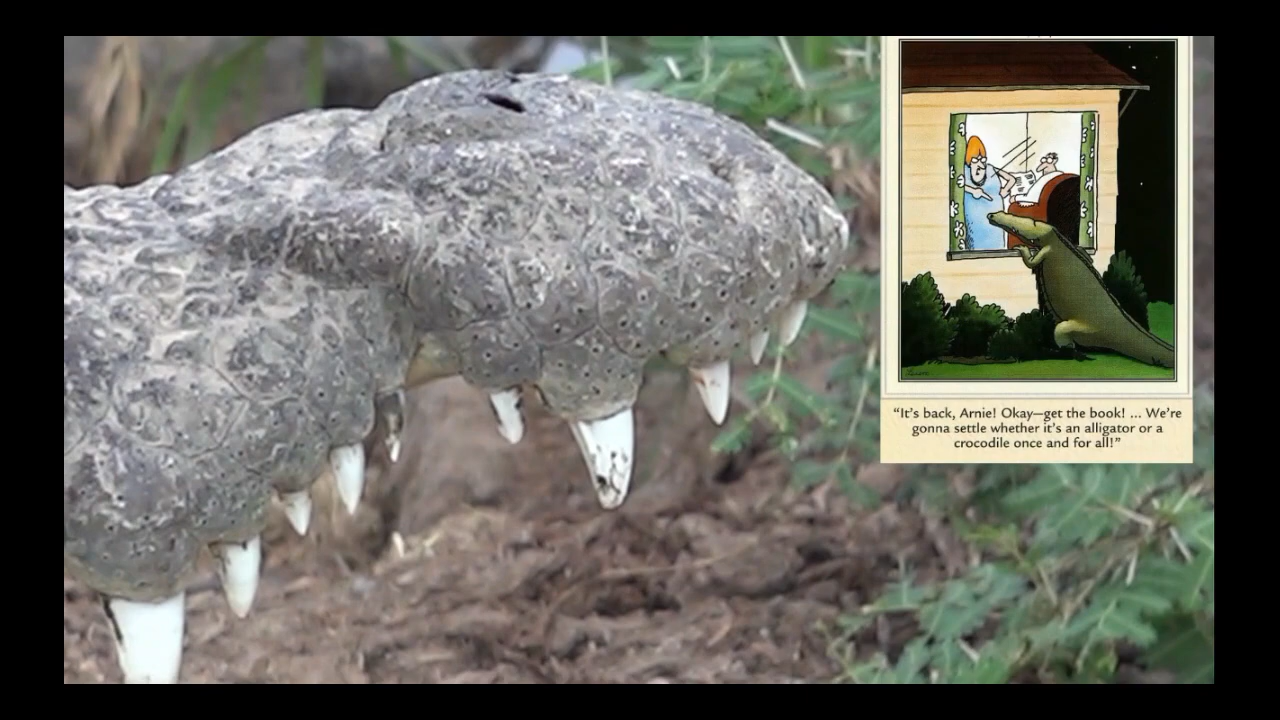 “It’s back, Arnie! Okay—get the book! ... We’re
gonna settle whether it’s an alligator or a
crocodile once and for all!”